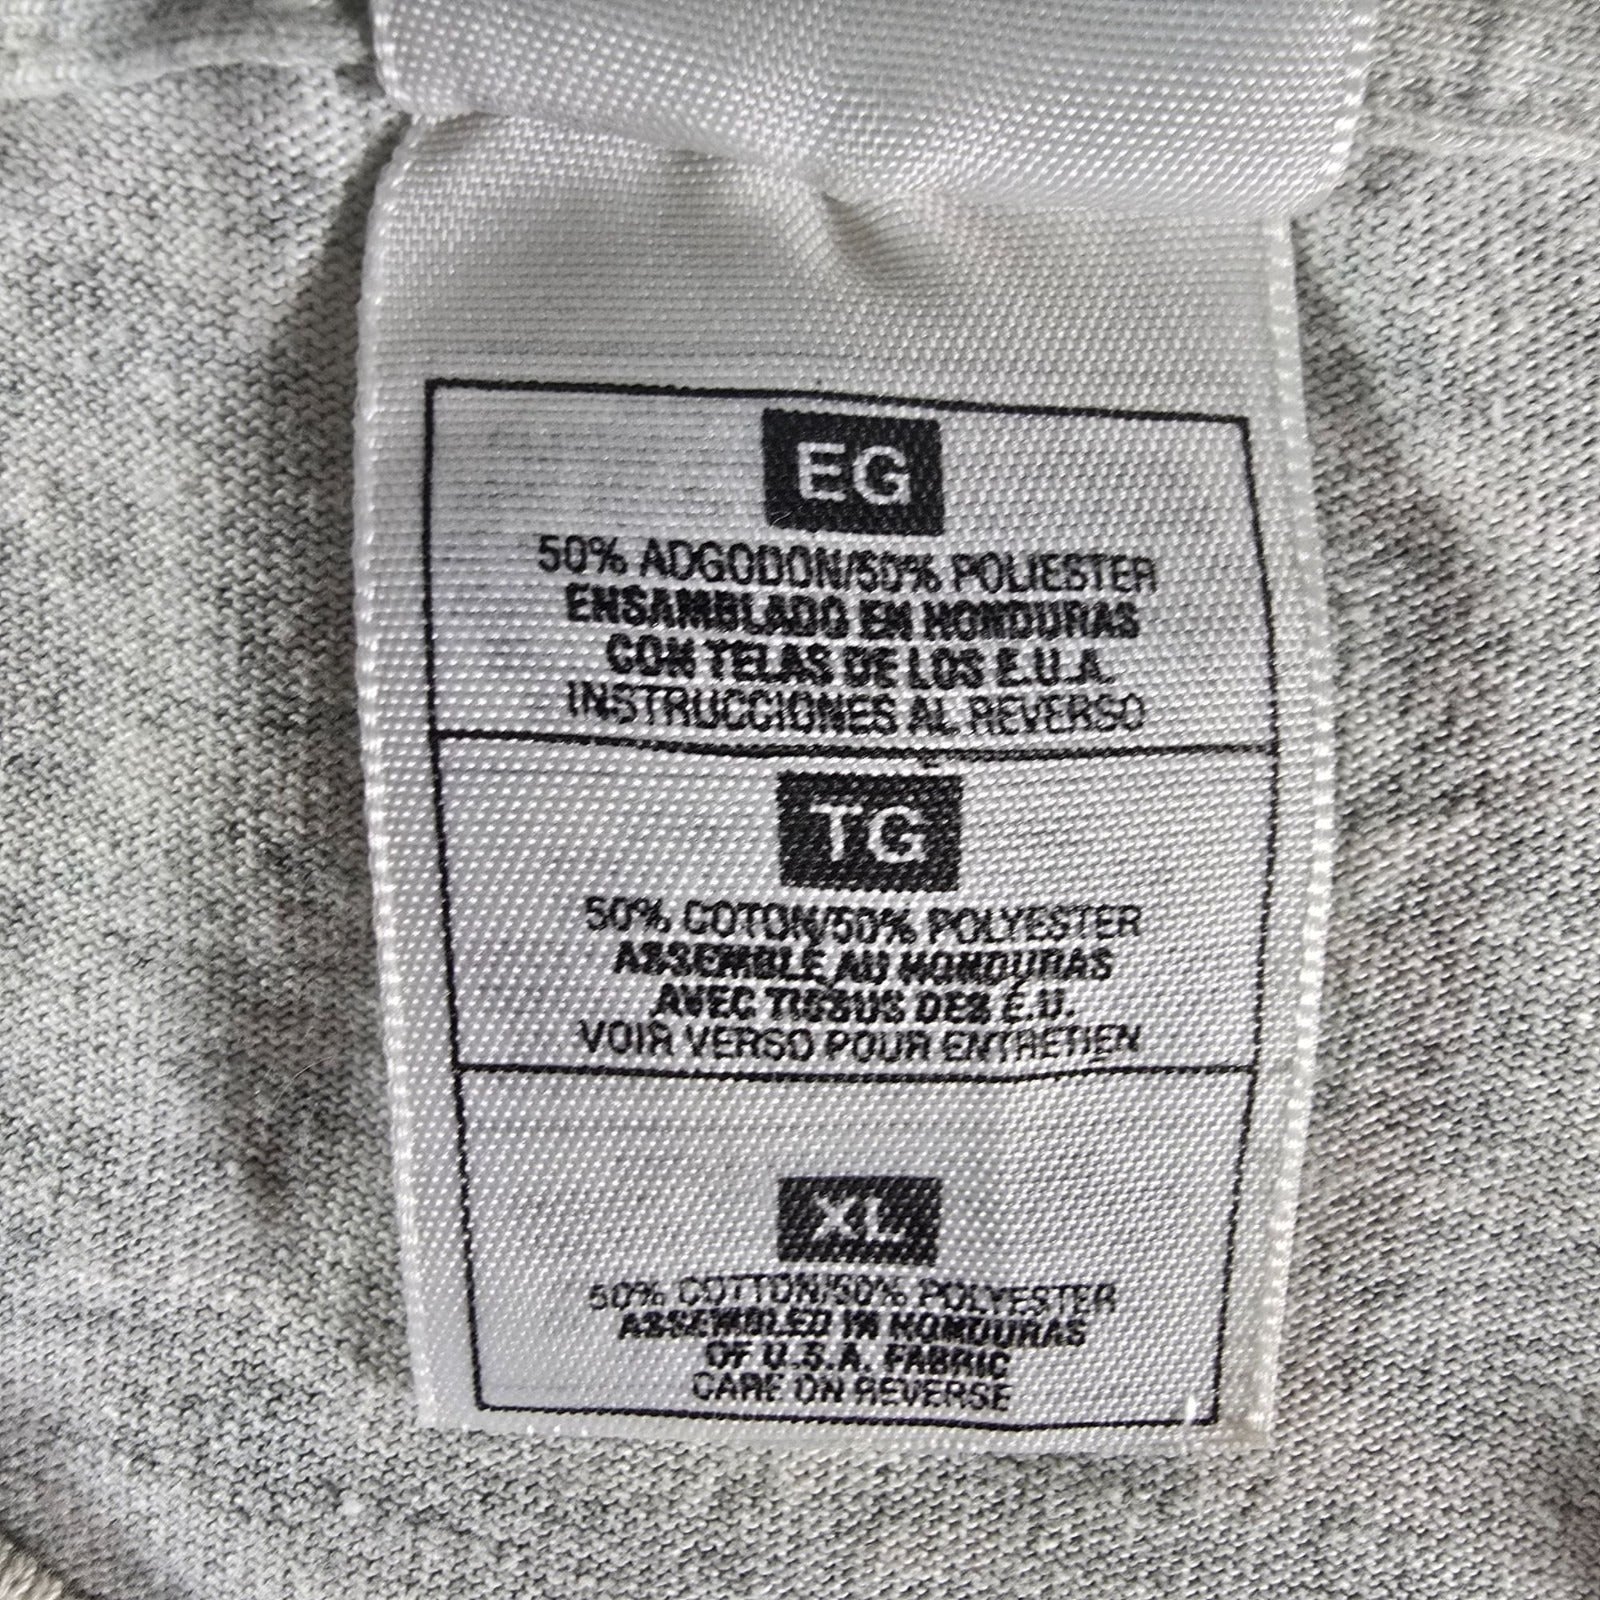 EG
50% ADGODON/50% POLIESTER
ENSAMBLADO EN HONDURAS
CON TELAS DE LOS E.U.A.
INSTRUCCIONES AL REVERSO
TG
50% COTON/50% POLYESTER
ASSEMBLÉ AU HONDURAS
AVEC TISSUS DES É.U.
VOIR VERSO POUR ENTRETIEN
XL
50% COTTON/50% POLYESTER
ASSEMBLED IN HONDURAS
OF U.S.A. FABRIC
CARE ON REVERSE